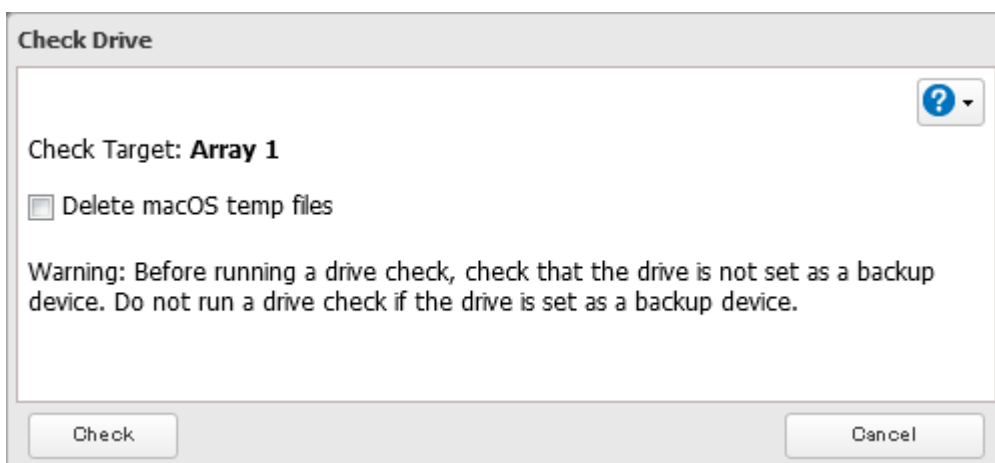 Check Drive
?
Check Target: Array 1
Delete macOS temp files
Warning: Before running a drive check, check that the drive is not set as a backup
device. Do not run a drive check if the drive is set as a backup device.
Check
Cancel